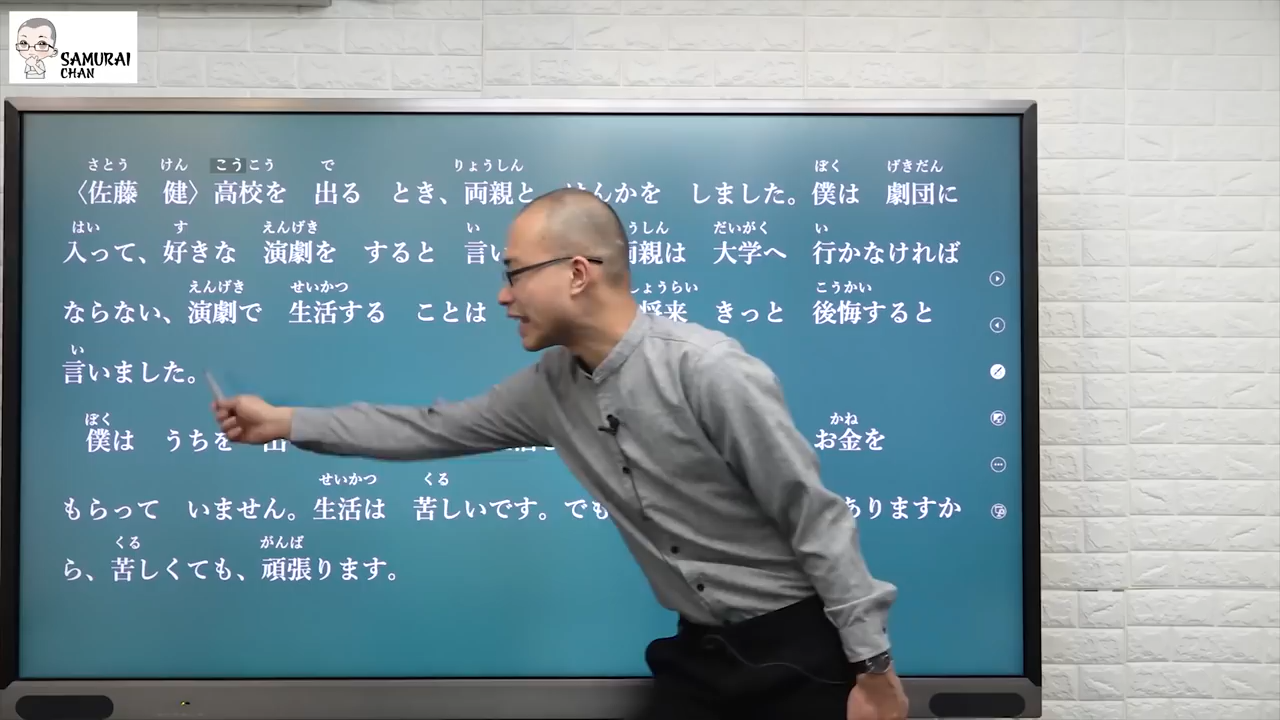 SAMURAI
CHAN
さとう けん こうこう で りょうしん ぼく げきだん
〈佐藤 健〉高校を 出る とき、両親と けんかを しました。僕は 劇団に
はい す えんげき い うしん だいがく い
入って、好きな 演劇を すると 言い 両親は 大学へ 行かなければ
えんげき せいかつ しょうらい こうかい
ならない、演劇で 生活する ことは 将来 きっと 後悔すると
い
言いました。
ぼく かね
僕は うちを 出 お金を
せいかつ くる
もらって いません。生活は 苦しいです。でも ありますか
くる がんば
ら、苦しくても、頑張ります。